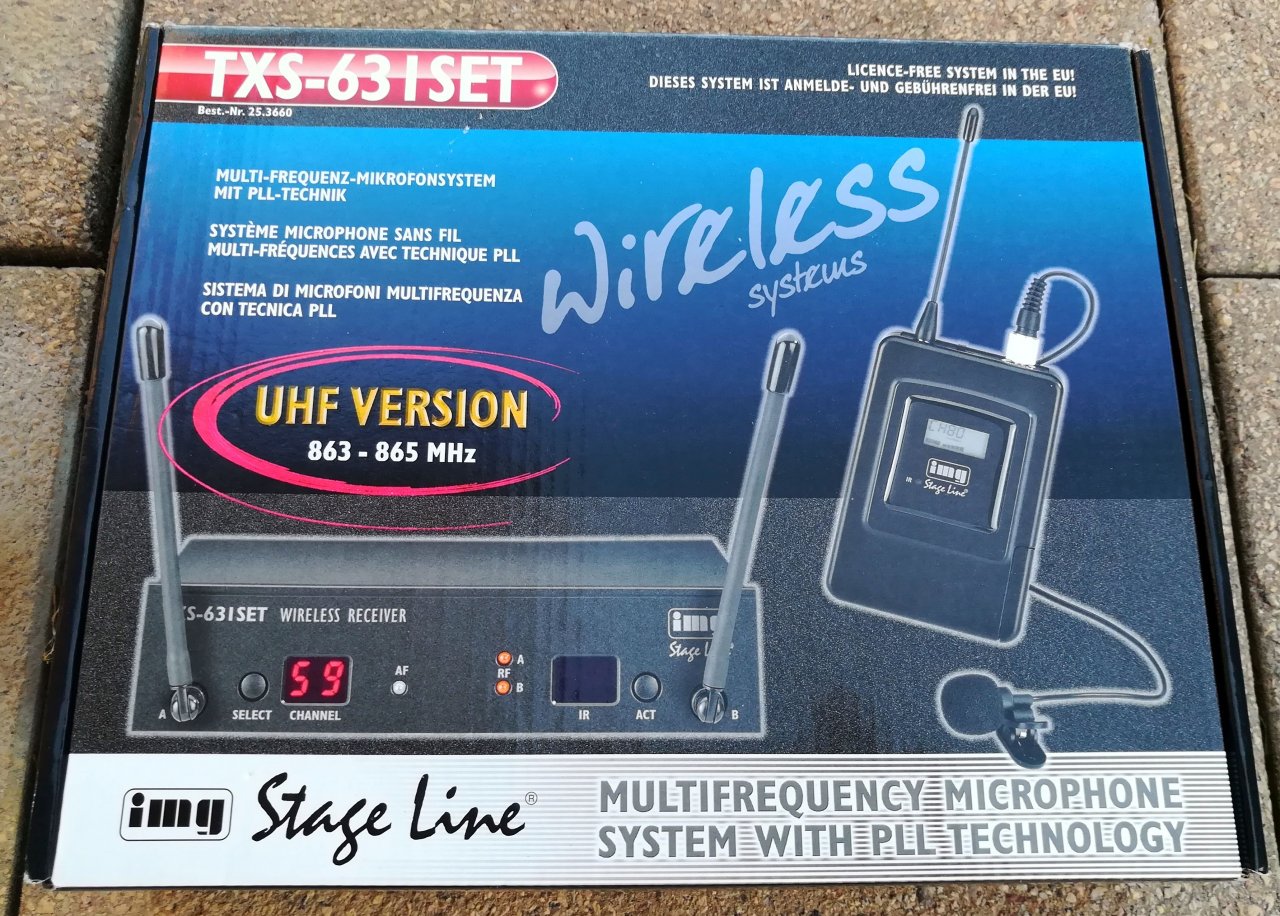 TXS-631SET
Best.-Nr. 25.3660
LICENCE-FREE SYSTEM IN THE EU!
DIESES SYSTEM IST ANMELDE- UND GEBÜHRENFREI IN DER EU!
MULTI-FREQUENZ-MIKROFONSYSTEM
MIT PLL-TECHNIK
SYSTÈME MICROPHONE SANS FIL
MULTI-FRÉQUENCES AVEC TECHNIQUE PLL
SISTEMA DI MICROFONI MULTIFREQUENZA
CON TECNICA PLL
Wireless
systems
UHF VERSION
863 - 865 MHz
CH80
img
IR
Stage Line®
XS-631SET WIRELESS RECEIVER
img
Stage Line
59
AF
A
RF
B
A
SELECT
CHANNEL
IR
ACT
B
img Stage Line®
MULTIFREQUENCY MICROPHONE
SYSTEM WITH PLL TECHNOLOGY